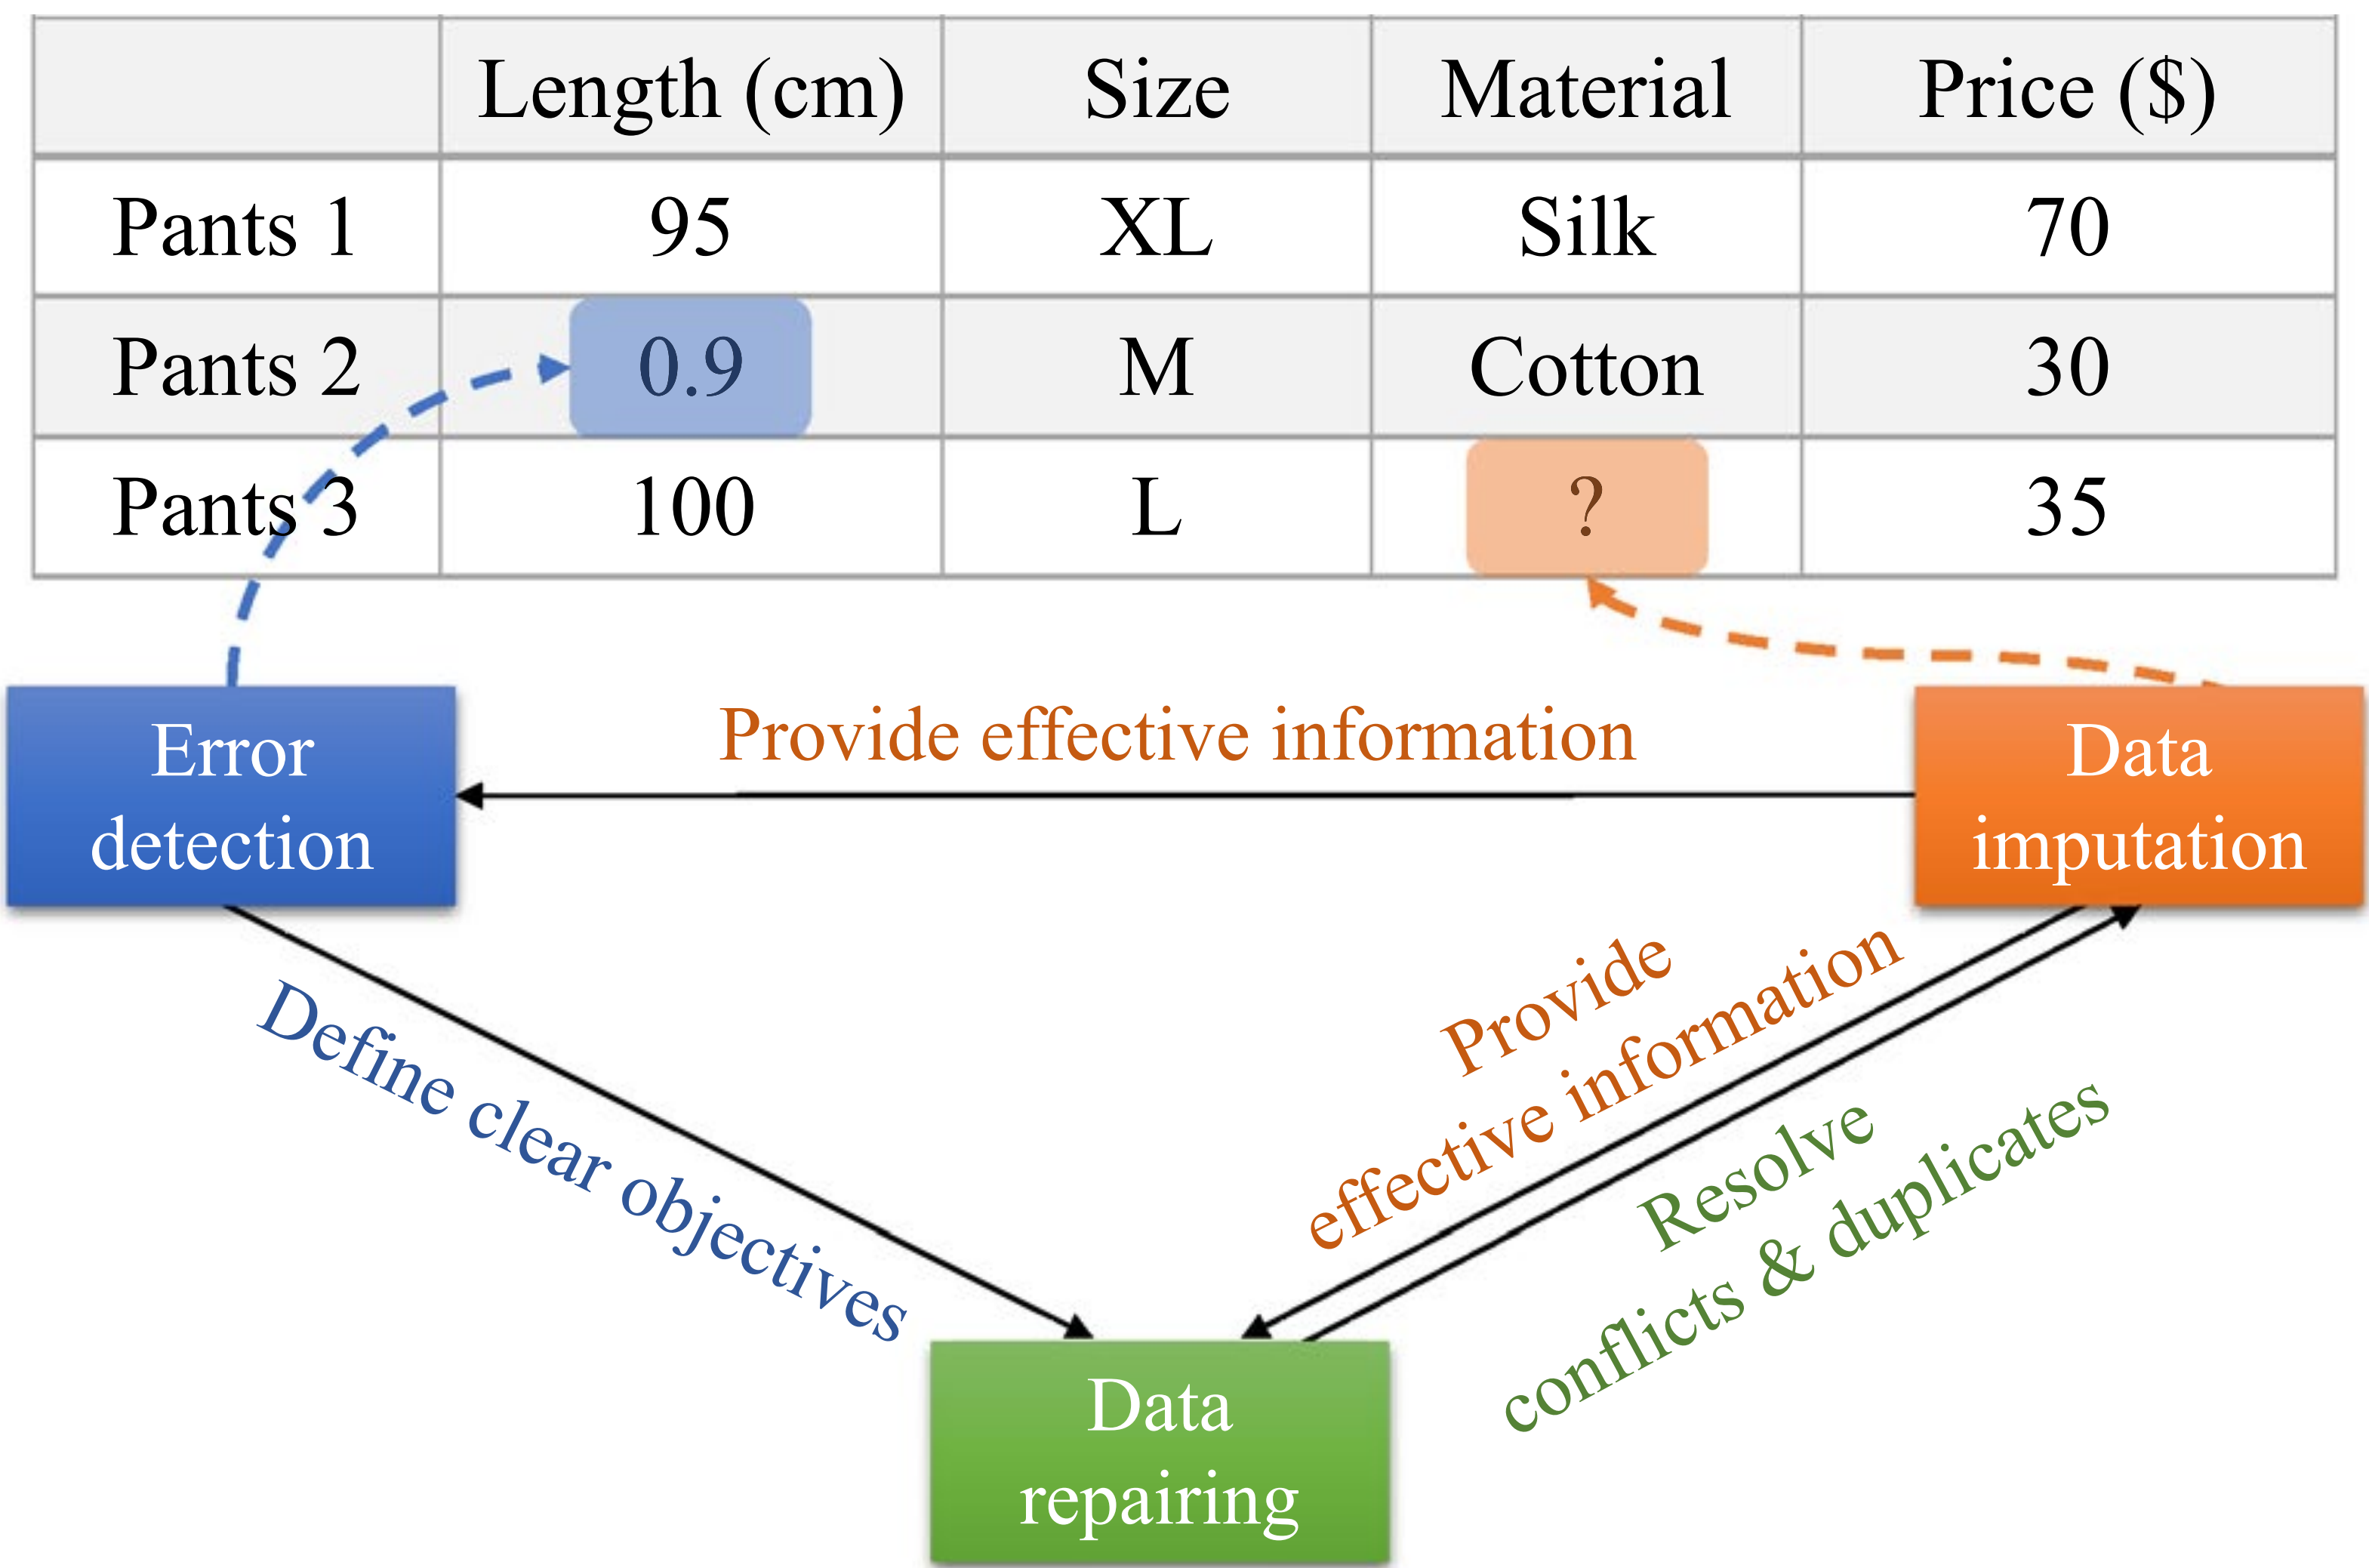 Length (cm) Size Material Price ($)
Pants 1 95 XL Silk 70
Pants 2 0.9 M Cotton 30
Pants 3 100 L ? 35
Provide effective information
Error
detection
Data
imputation
Define clear objectives
Provide
effective information
Resolve
conflicts & duplicates
Data
repairing